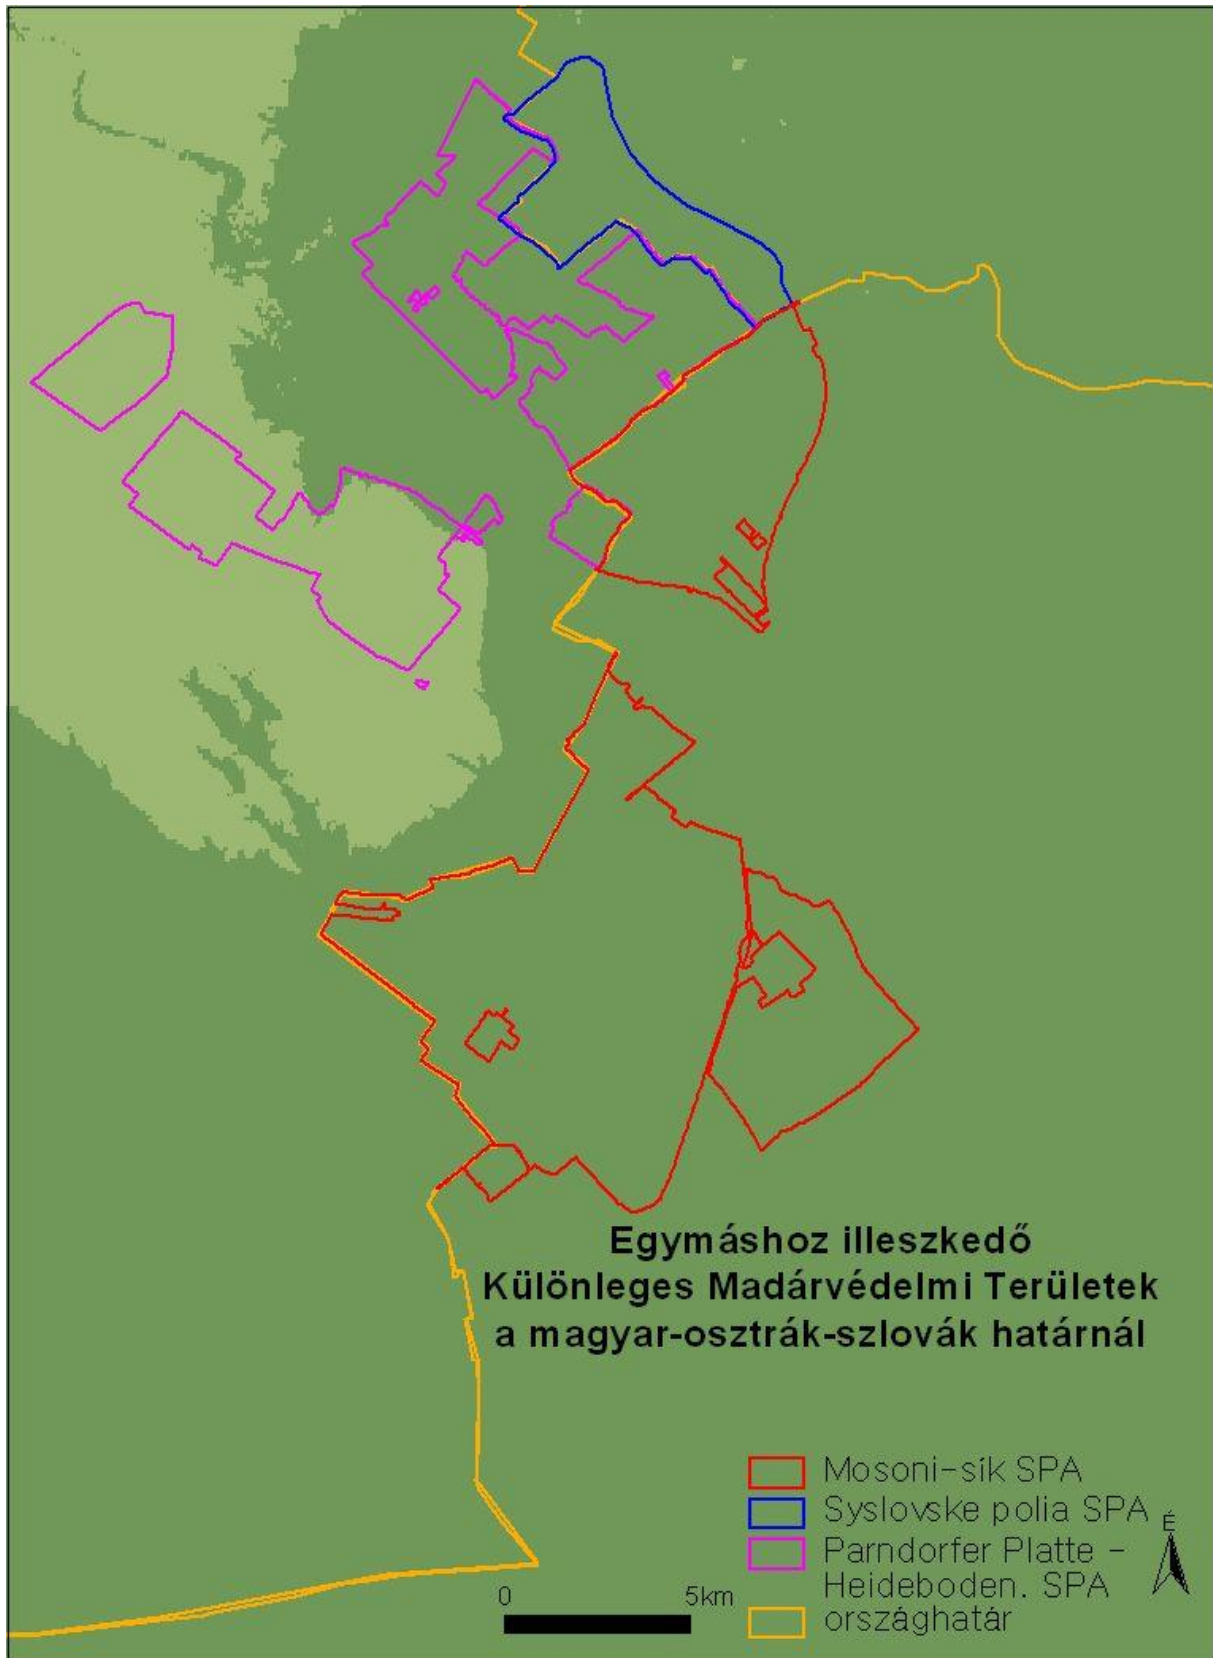 Egymáshoz illeszkedő
Különleges Madárvédelmi Területek
a magyar-osztrák-szlovák határnál
Mosoni-sík SPA
Syslovske polia SPA
Parndorfer Platte -
Heideboden. SPA
országhatár
É
0 5km